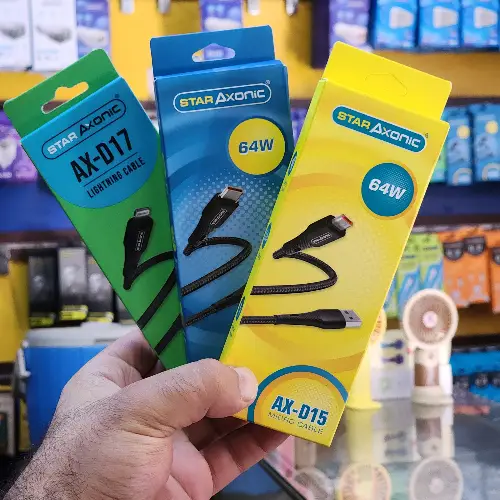 STAR AXONIC
AX-D17
LIGHTNING CABLE
STAR AXONIC
64W
STAR AXONIC
64W
AX-D15
MICRO CABLE